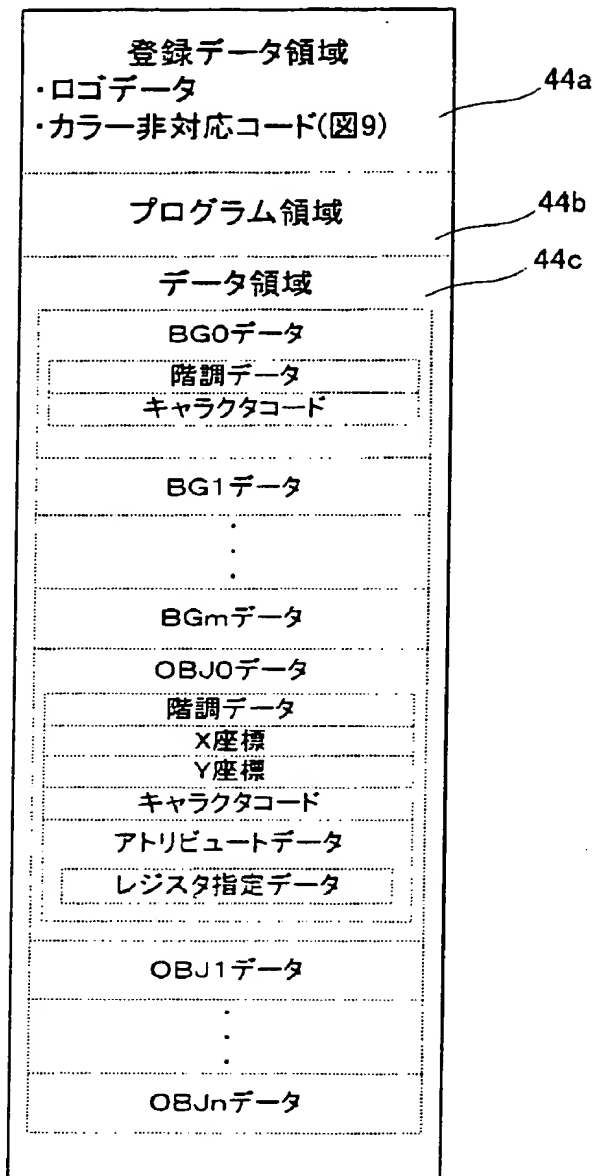 登録データ領域
・ロゴデータ
・カラー非対応コード(図9)
44a
プログラム領域
44b
データ領域
44c
BG0データ
階調データ
キャラクタコード
BG1データ
・
・
・
BGmデータ
OBJ0データ
階調データ
X座標
Y座標
キャラクタコード
アトリビュートデータ
レジスタ指定データ
OBJ1データ
・
・
・
OBJnデータ